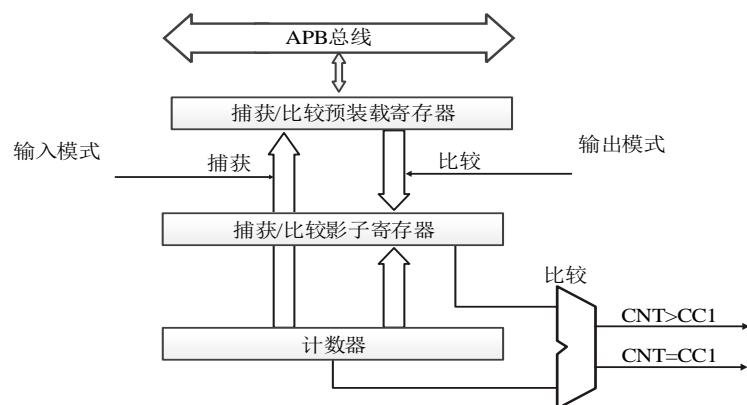 APB总线
捕获/比较预装载寄存器
输入模式
捕获
比较
输出模式
捕获/比较影子寄存器
比较
CNT>CC1
计数器
CNT=CC1